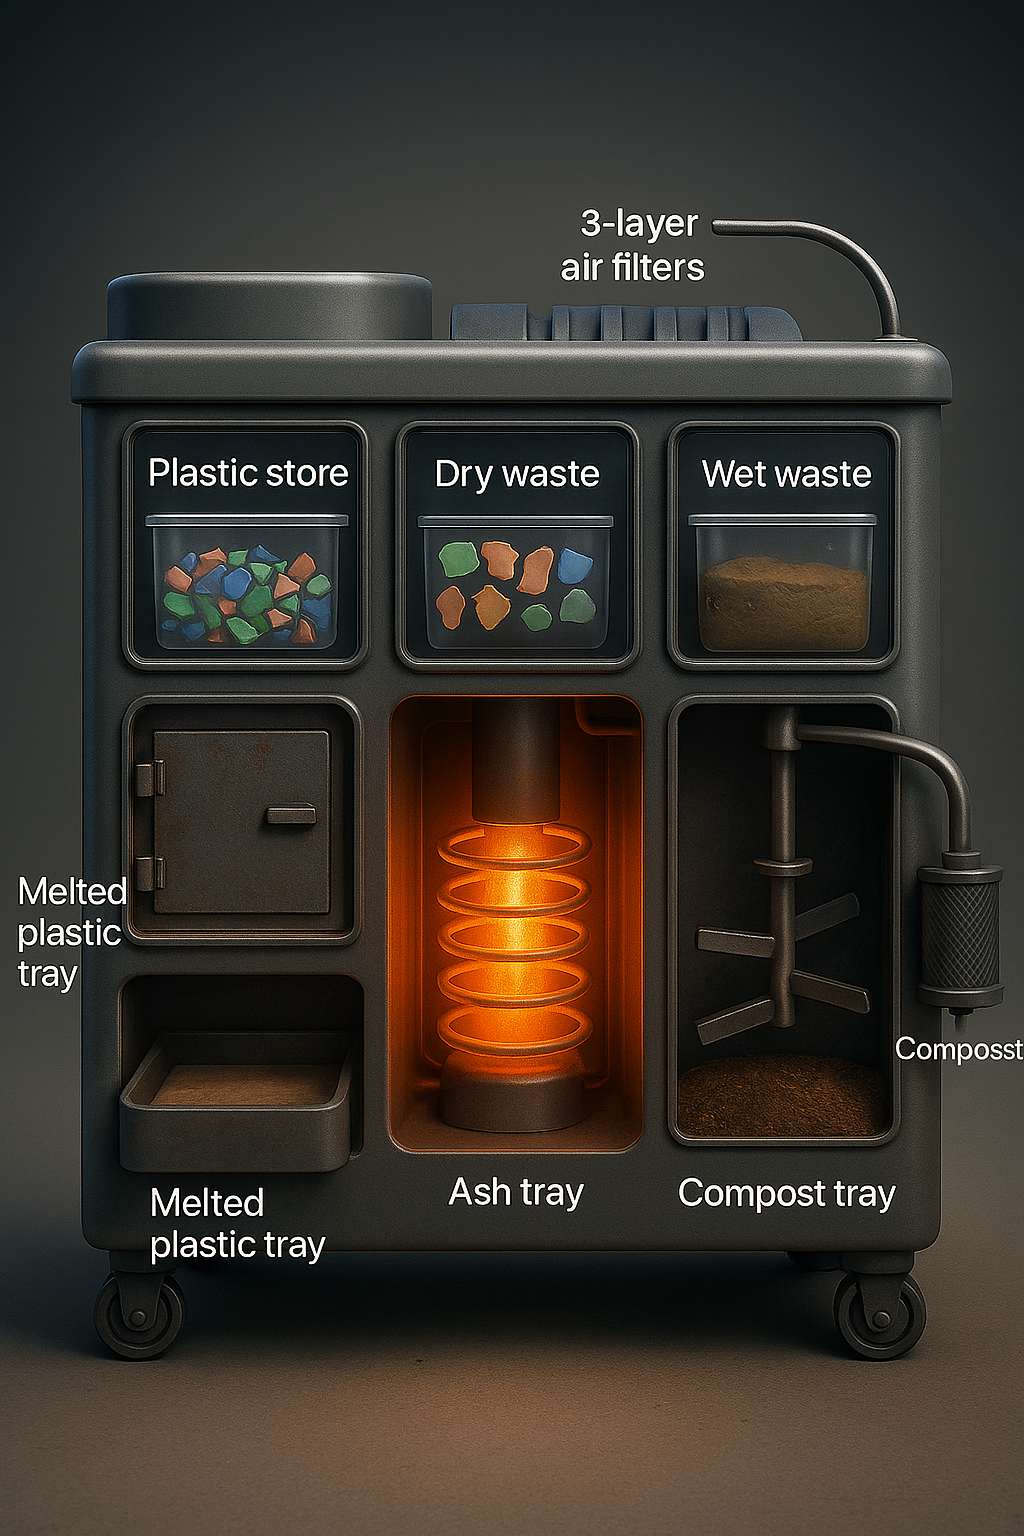 3-layer
air filters
Plastic store
Dry waste
Wet waste
Melted
plastic
tray
Composst
Melted
plastic tray
Ash tray
Compost tray